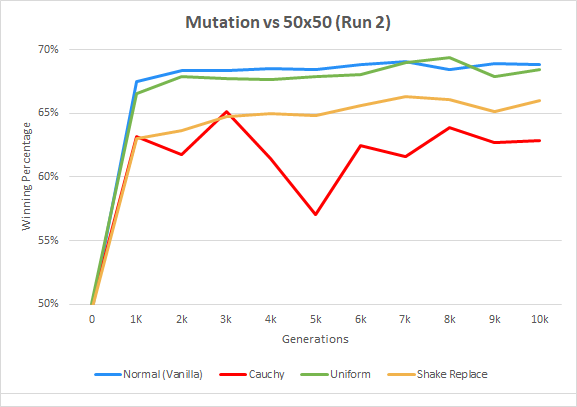 Mutation vs 50x50 (Run 2)
70%
65%
60%
55%
50%
Winning Percentage
0 1K 2k 3k 4k 5k 6k 7k 8k 9k 10k
Generations
Normal (Vanilla) Cauchy Uniform Shake Replace